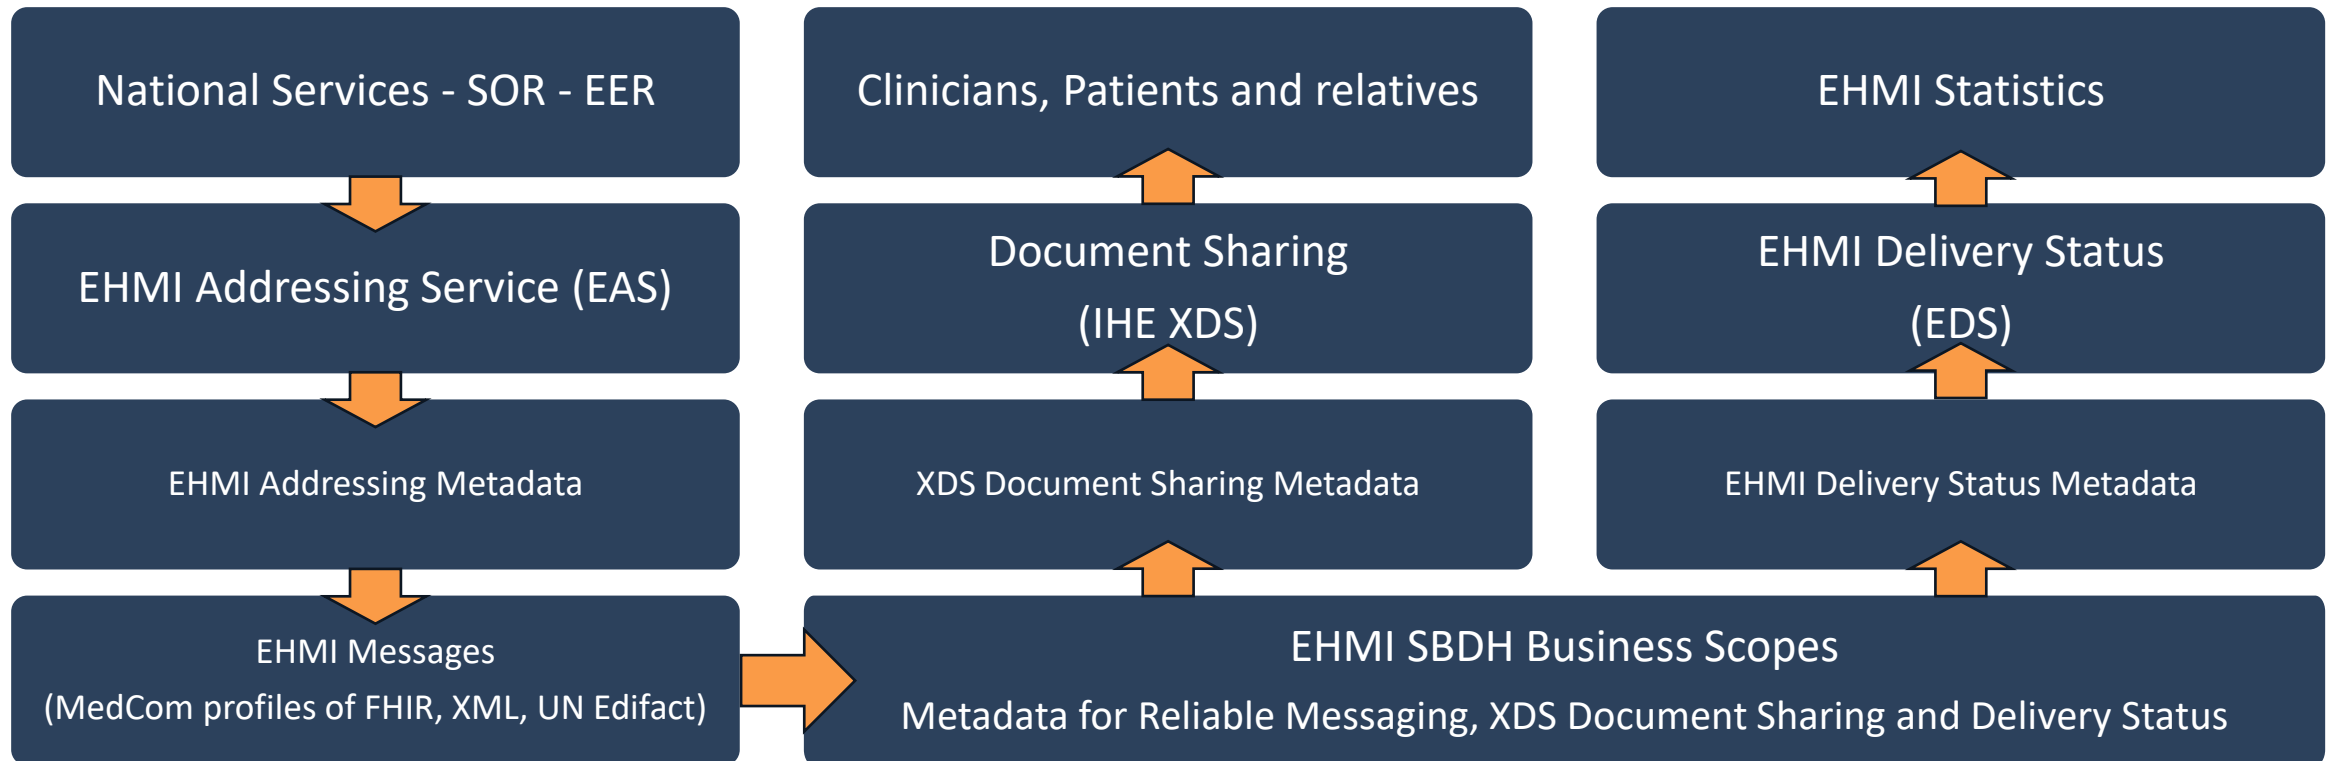 National Services - SOR - EER
Clinicians, Patients and relatives
EHMI Statistics
EHMI Addressing Service (EAS)
Document Sharing
(IHE XDS)
EHMI Delivery Status
(EDS)
EHMI Addressing Metadata
XDS Document Sharing Metadata
EHMI Delivery Status Metadata
EHMI Messages
(MedCom profiles of FHIR, XML, UN Edifact)
EHMI SBDH Business Scopes
Metadata for Reliable Messaging, XDS Document Sharing and Delivery Status